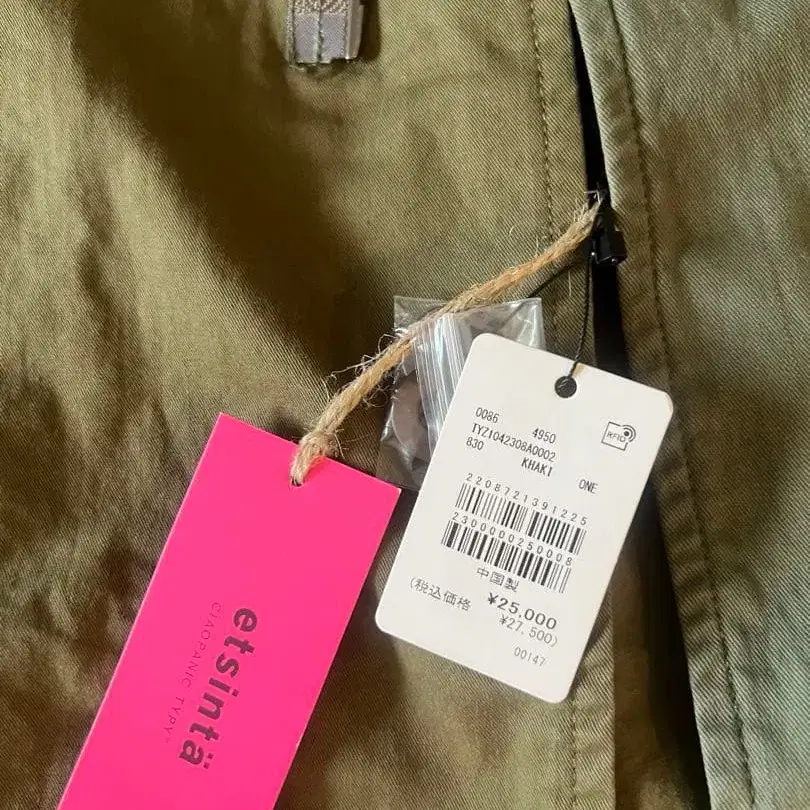 0086 4950
TYZ1042308A0002
830 KHAKI ONE
RFID
2208721391225
2300000250008
中国製
¥25,000
(税込価格 ¥27,500)
00147
etsintä
CIAOPANIC TYPY